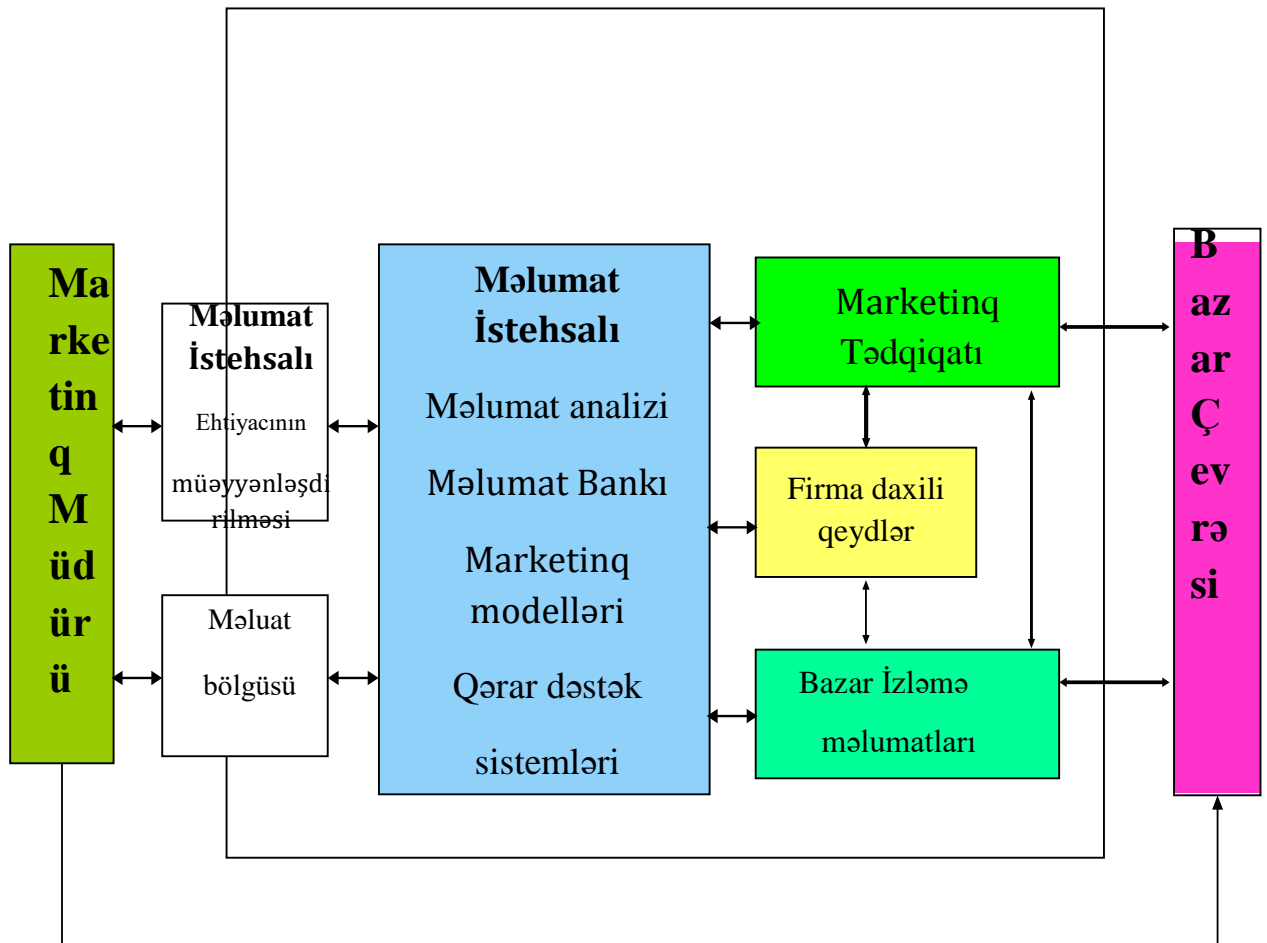 Ma
rke
tin
q
M
üd
ür
ü
Məlumat
İstehsalı
Ehtiyacının
müəyyənləşdi
rilməsi
Məluat
bölgüsü
Məlumat
İstehsalı
Məlumat analizi
Məlumat Bankı
Marketinq
modelləri
Qərar dəstək
sistemləri
Marketinq
Tədqiqatı
Firma daxili
qeydlər
Bazar İzləmə
məlumatları
B
az
ar
Ç
ev
rə
si